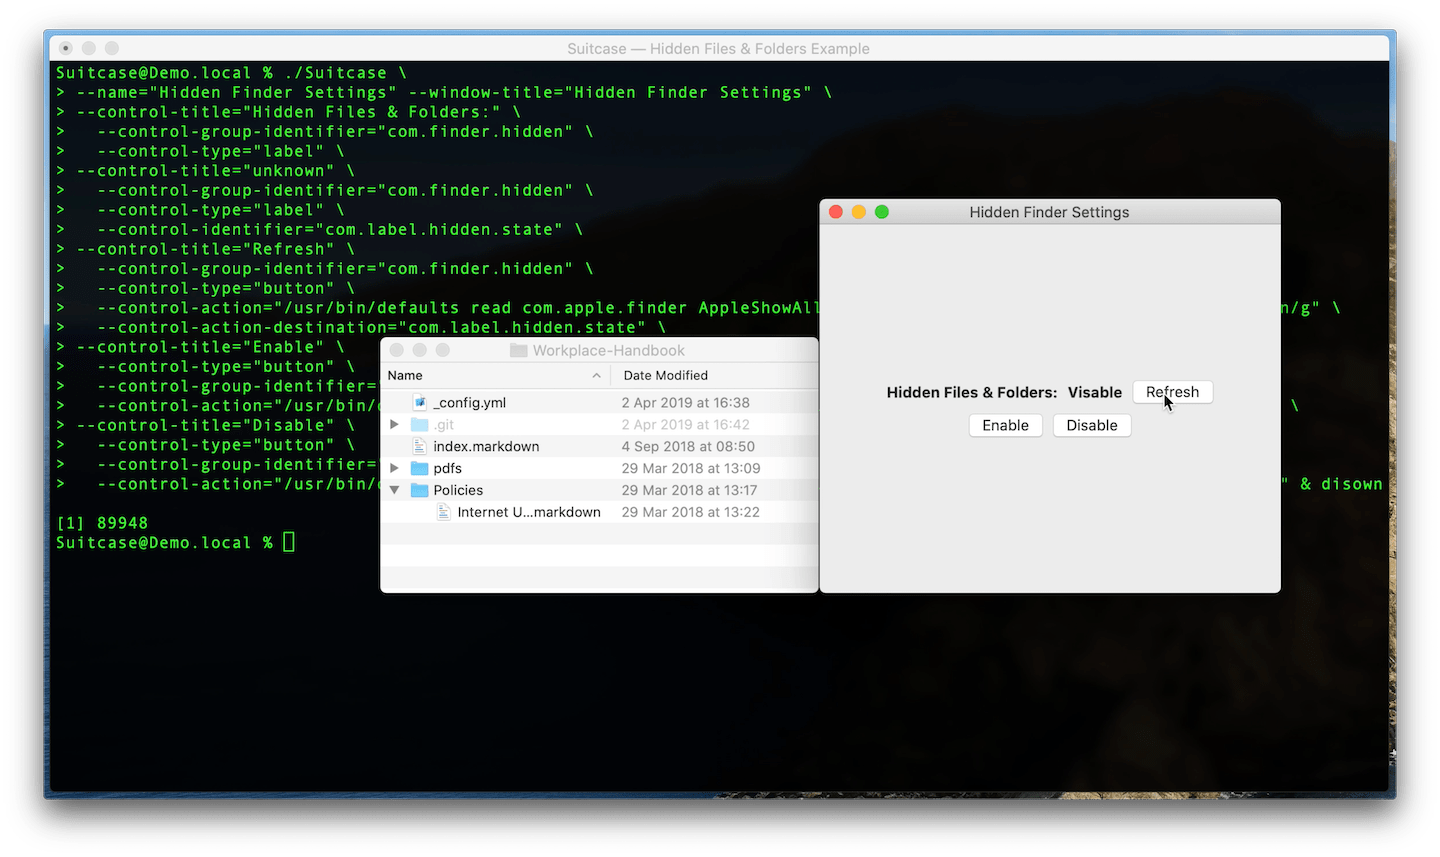 Suitcase — Hidden Files & Folders Example
Suitcase@Demo.local % ./Suitcase \
> --name="Hidden Finder Settings" --window-title="Hidden Finder Settings" \
> --control-title="Hidden Files & Folders:" \
>   --control-group-identifier="com.finder.hidden" \
>   --control-type="label" \
> --control-title="unknown" \
>   --control-group-identifier="com.finder.hidden" \
>   --control-type="label" \
>   --control-identifier="com.label.hidden.state" \
> --control-title="Refresh" \
>   --control-group-identifier="com.finder.hidden" \
>   --control-type="button" \
>   --control-action="/usr/bin/defaults read com.apple.finder AppleShowAll n/g" \
>   --control-action-destination="com.label.hidden.state" \
> --control-title="Enable" \
>   --control-type="button" \
>   --control-group-identifier=
>   --control-action="/usr/bin/ \
> --control-title="Disable" \
>   --control-type="button" \
>   --control-group-identifier=
>   --control-action="/usr/bin/ " & disown
[1] 89948
Suitcase@Demo.local %
Workplace-Handbook
Name Date Modified
_config.yml 2 Apr 2019 at 16:38
.git 2 Apr 2019 at 16:42
index.markdown 4 Sep 2018 at 08:50
pdfs 29 Mar 2018 at 13:09
Policies 29 Mar 2018 at 13:17
Internet U...markdown 29 Mar 2018 at 13:22
Hidden Finder Settings
Hidden Files & Folders: Visable Refresh
Enable Disable